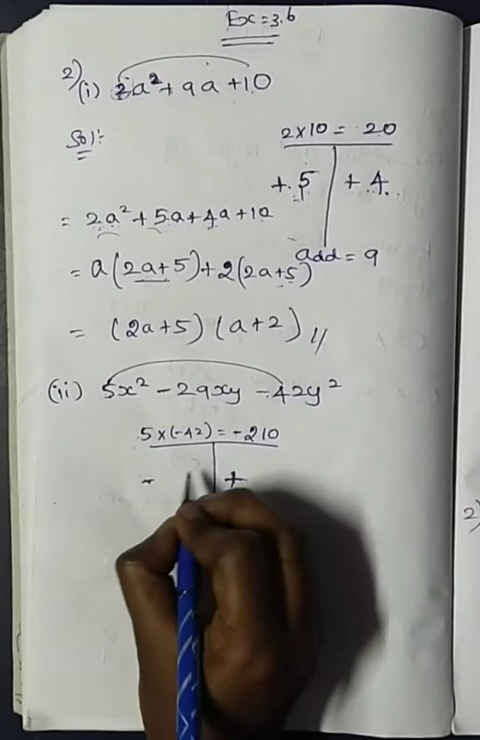 Ex = 3.6
2) (i) 2a² + 9a + 10
Sol:-
2 x 10 = 20
+ 5 + 4
= 2a² + 5a + 4a + 10
add = 9
= a(2a+5) + 2(2a+5)
= (2a+5) (a+2) //
(ii) 5x² - 29xy - 42y²
5 x (-42) = -210
- +
2)